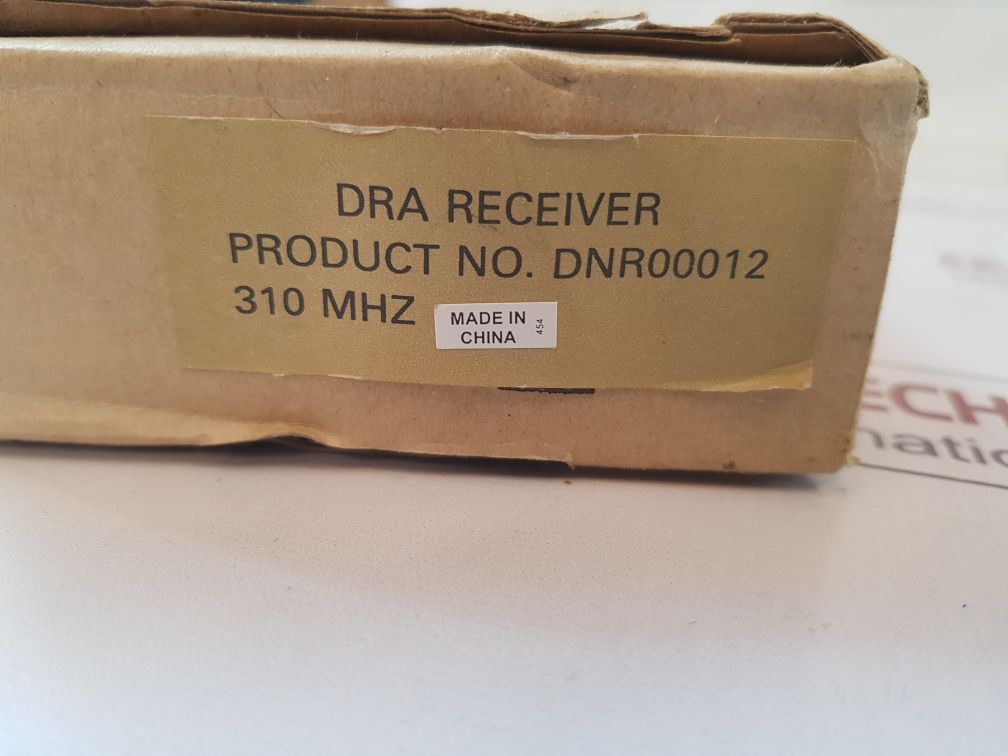 DRA RECEIVER
PRODUCT NO. DNR00012
310 MHZ
MADE IN
CHINA
454